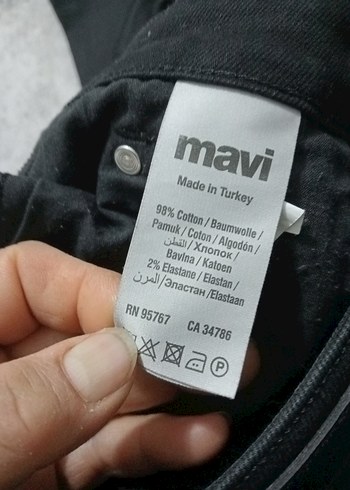 mavi
Made in Turkey
98% Cotton / Baumwolle /
Pamuk / Coton / Algodón /
القطن / Хлопок /
Bavlna / Katoen
2% Elastane / Elastan /
المرن/Эластан/Elastaan
RN 95767 CA 34786
P